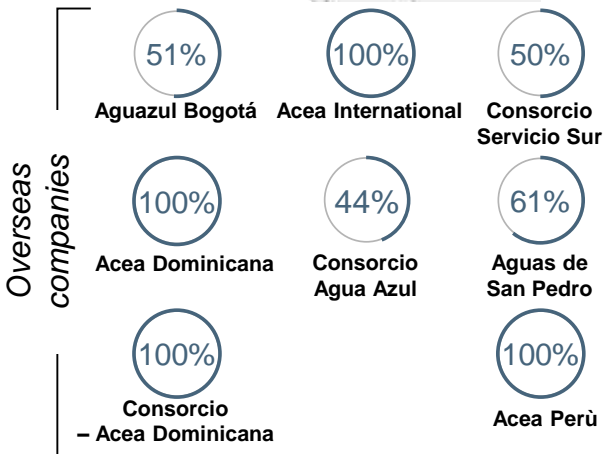 51%
100%
50%
Aguazul Bogotá
Acea International
Consorcio
Servicio Sur
Overseas
companies
100%
44%
61%
Acea Dominicana
Consorcio
Agua Azul
Aguas de
San Pedro
100%
100%
Consorcio
– Acea Dominicana
Acea Perù